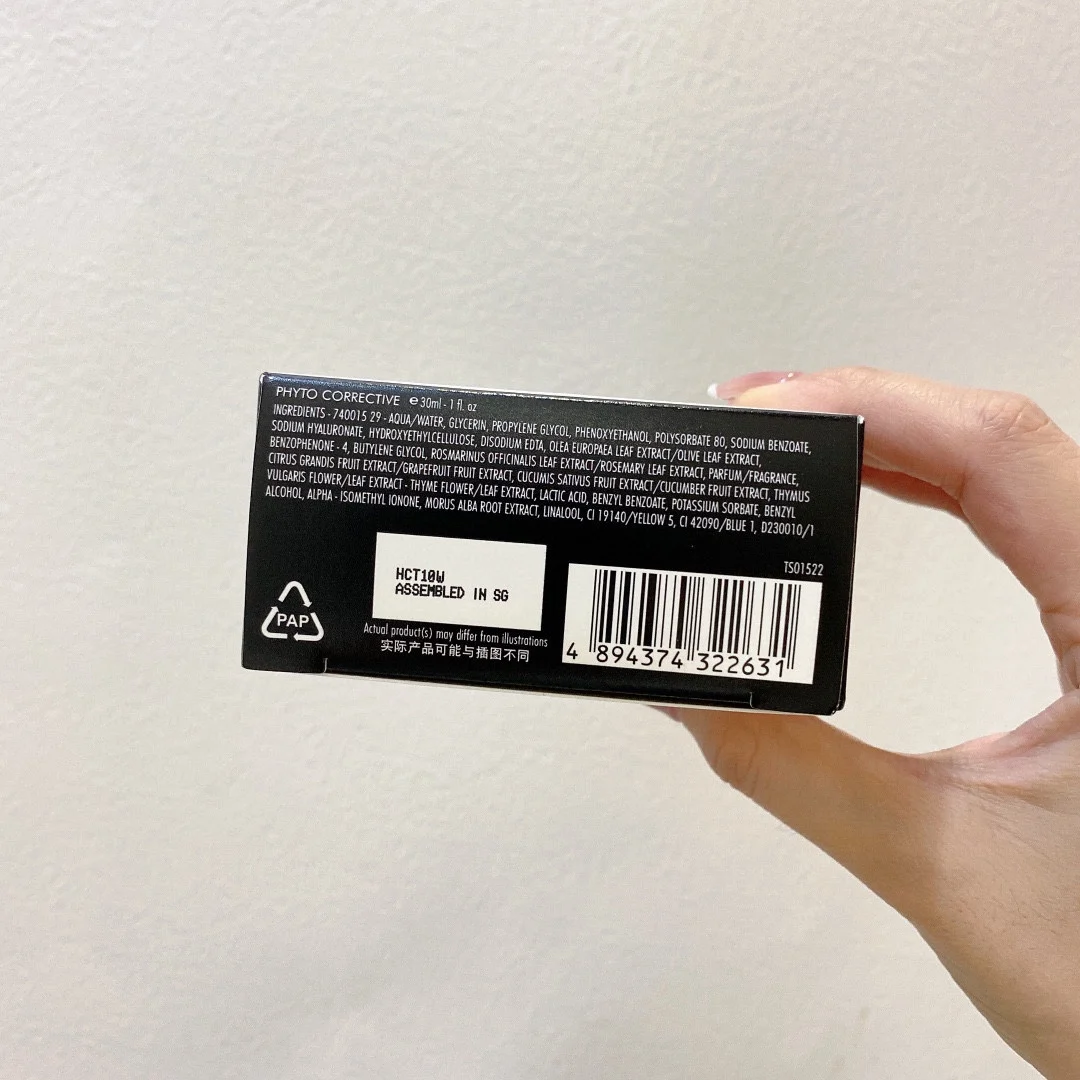 PHYTO CORRECTIVE ℮ 30ml - 1 fl. oz
INGREDIENTS - 740015 29 - AQUA/WATER, GLYCERIN, PROPYLENE GLYCOL, PHENOXYETHANOL, POLYSORBATE 80, SODIUM BENZOATE,
SODIUM HYALURONATE, HYDROXYETHYLCELLULOSE, DISODIUM EDTA, OLEA EUROPAEA LEAF EXTRACT/OLIVE LEAF EXTRACT,
BENZOPHENONE - 4, BUTYLENE GLYCOL, ROSMARINUS OFFICINALIS LEAF EXTRACT/ROSEMARY LEAF EXTRACT, PARFUM/FRAGRANCE,
CITRUS GRANDIS FRUIT EXTRACT/GRAPEFRUIT FRUIT EXTRACT, CUCUMIS SATIVUS FRUIT EXTRACT/CUCUMBER FRUIT EXTRACT, THYMUS
VULGARIS FLOWER/LEAF EXTRACT - THYME FLOWER/LEAF EXTRACT, LACTIC ACID, BENZYL BENZOATE, POTASSIUM SORBATE, BENZYL
ALCOHOL, ALPHA - ISOMETHYL IONONE, MORUS ALBA ROOT EXTRACT, LINALOOL, CI 19140/YELLOW 5, CI 42090/BLUE 1, D230010/1
TS01522
HCT10W
ASSEMBLED IN SG
PAP
Actual product(s) may differ from illustrations
实际产品可能与插图不同
4 894374 322631